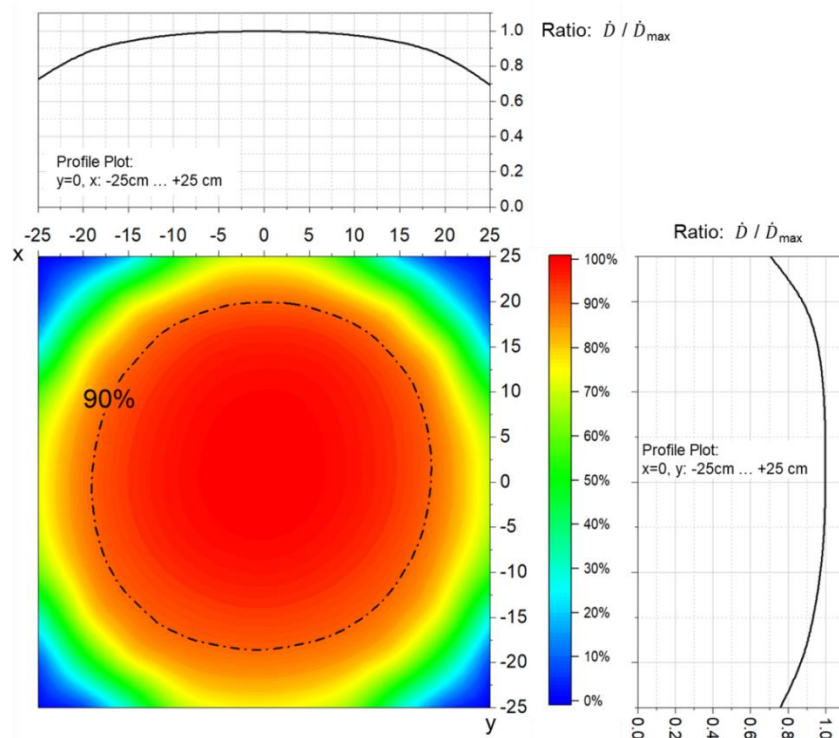 1.0
Ratio: Ḋ / Ḋmax
0.8
0.6
0.4
Profile Plot:
y=0, x: -25cm … +25 cm
0.2
0.0
-25 -20 -15 -10 -5 0 5 10 15 20 25
x
25
20
15
10
5
0
-5
-10
-15
-20
-25
y
90%
100%
90%
80%
70%
60%
50%
40%
30%
20%
10%
0%
Ratio: Ḋ / Ḋmax
Profile Plot:
x=0, y: -25cm … +25 cm
0.0 0.2 0.4 0.6 0.8 1.0